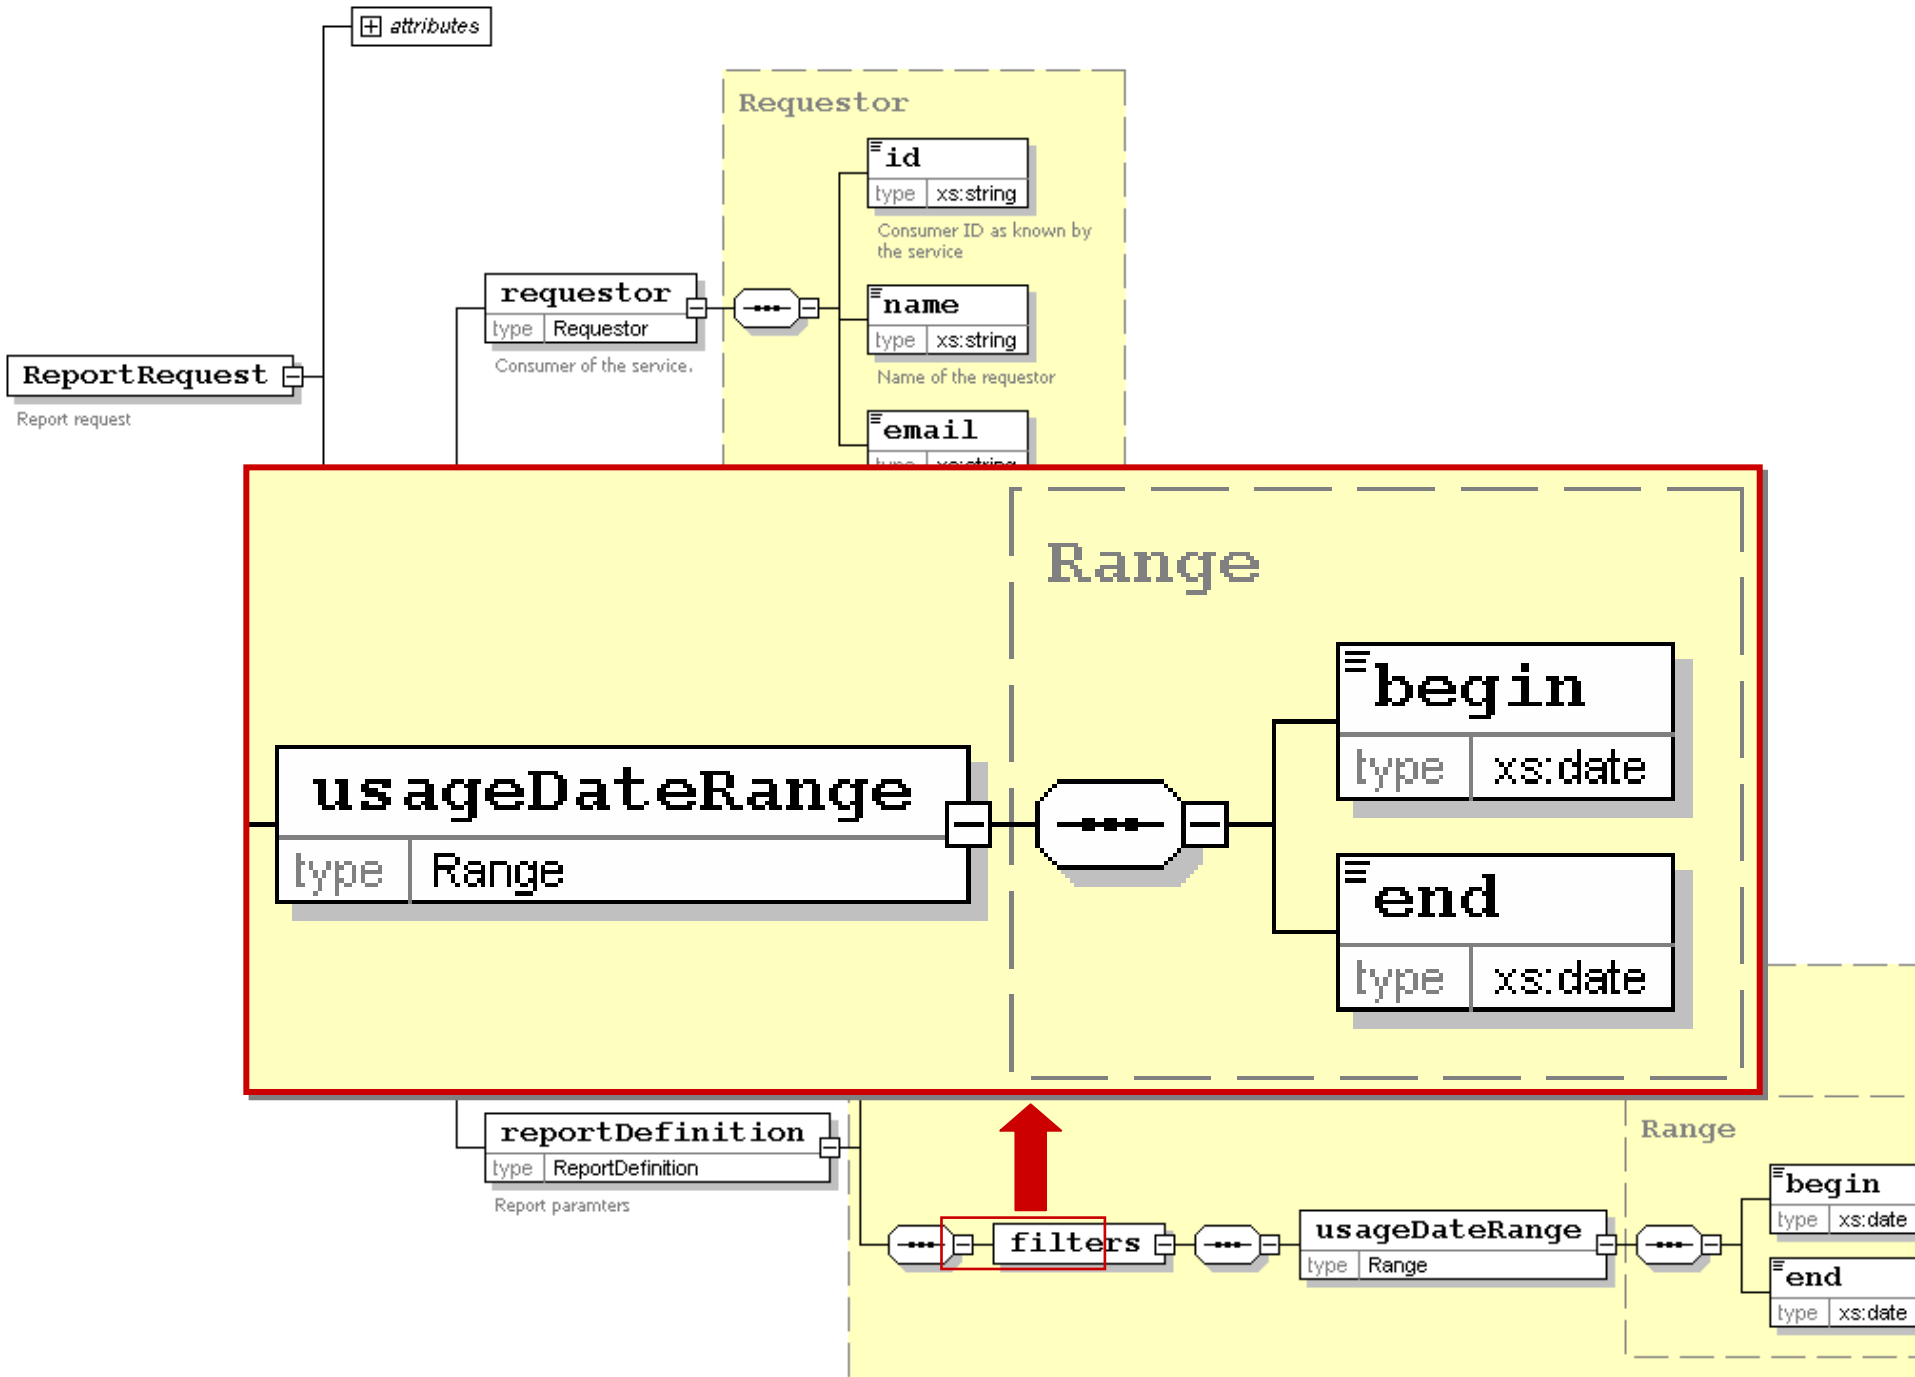 attributes
Requestor
id
type xs:string
Consumer ID as known by
the service
requestor
type Requestor
Consumer of the service.
name
type xs:string
Name of the requestor
ReportRequest
Report request
email
type xs:string
Range
usageDateRange
type Range
begin
type xs:date
end
type xs:date
reportDefinition
type ReportDefinition
Report paramters
filters
usageDateRange
type Range
Range
begin
type xs:date
end
type xs:date